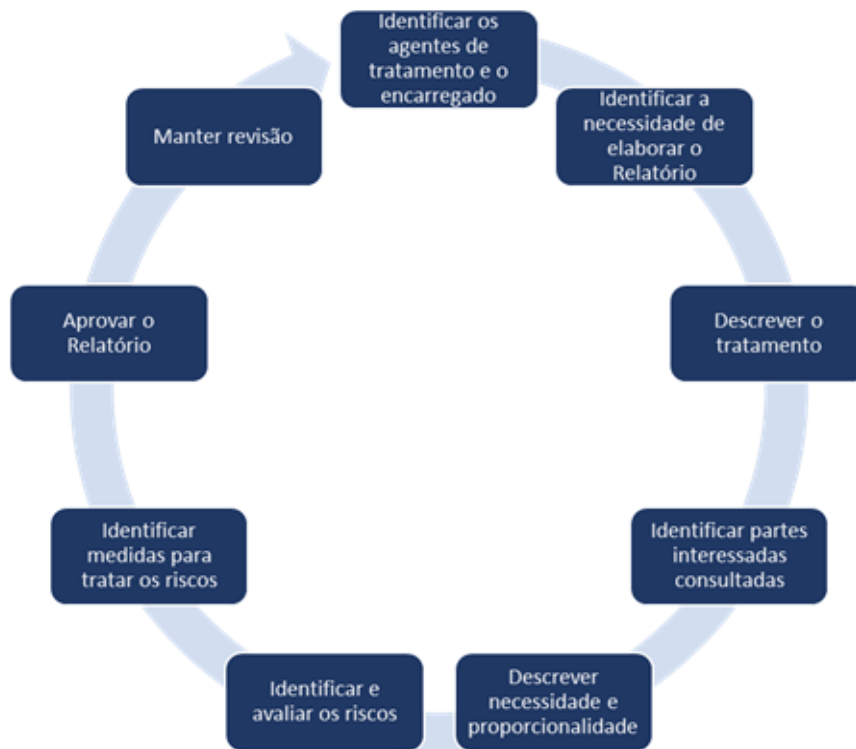 Identificar os
agentes de
tratamento e o
encarregado
Identificar a
necessidade de
elaborar o
Relatório
Descrever o
tratamento
Identificar partes
interessadas
consultadas
Descrever
necessidade e
proporcionalidade
Identificar e
avaliar os riscos
Identificar
medidas para
tratar os riscos
Aprovar o
Relatório
Manter revisão